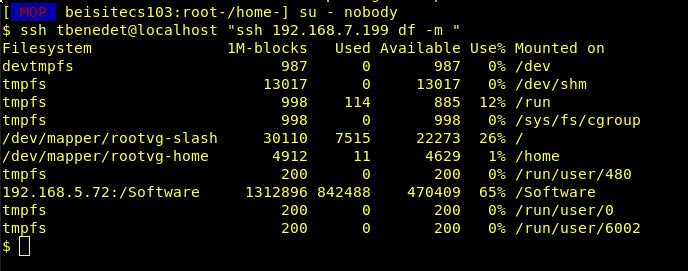 [ MOP  beisitecs103:root-/home-] su - nobody
$ ssh tbenedet@localhost "ssh 192.168.7.199 df -m "
Filesystem               1M-blocks   Used Available Use% Mounted on
devtmpfs                       987      0       987   0% /dev
tmpfs                        13017      0     13017   0% /dev/shm
tmpfs                          998    114       885  12% /run
tmpfs                          998      0       998   0% /sys/fs/cgroup
/dev/mapper/rootvg-slash     30110   7515     22273  26% /
/dev/mapper/rootvg-home       4912     11      4629   1% /home
tmpfs                          200      0       200   0% /run/user/480
192.168.5.72:/Software     1312896 842488    470409  65% /Software
tmpfs                          200      0       200   0% /run/user/0
tmpfs                          200      0       200   0% /run/user/6002
$